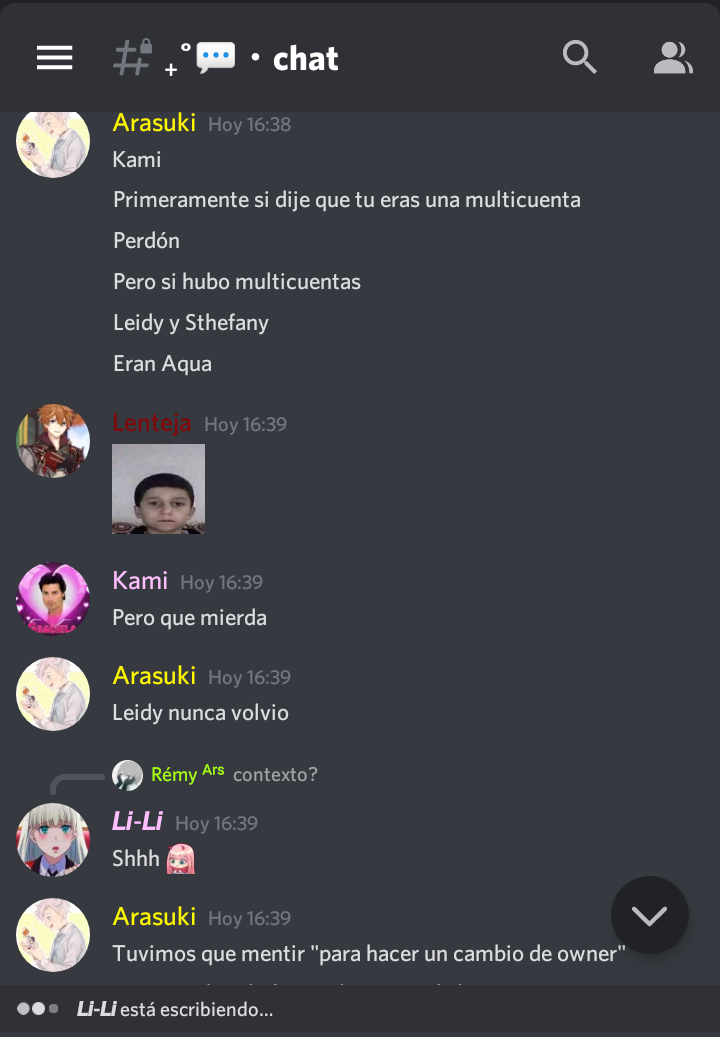 • chat
Arasuki Hoy 16:38
Kami
Primeramente si dije que tu eras una multicuenta
Perdón
Pero si hubo multicuentas
Leidy y Sthefany
Eran Aqua
Lenteja Hoy 16:39
Kami Hoy 16:39
Pero que mierda
Arasuki Hoy 16:39
Leidy nunca volvio
Rémy ᴬʳˢ contexto?
Li-Li Hoy 16:39
Shhh
Arasuki Hoy 16:39
Tuvimos que mentir "para hacer un cambio de owner"
Li-Li está escribiendo...